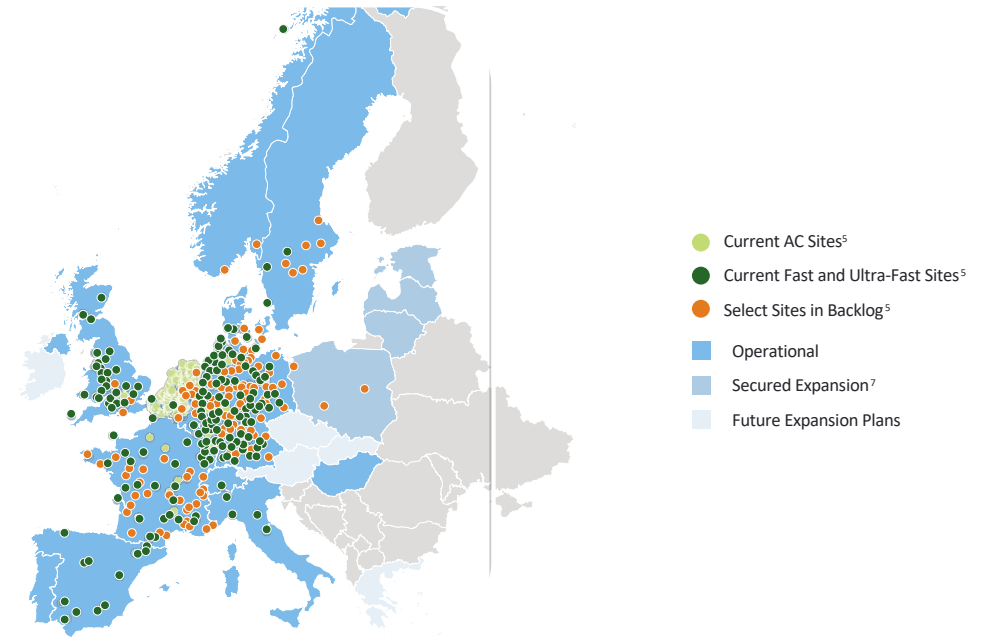 Current AC Sites⁵
Current Fast and Ultra-Fast Sites⁵
Select Sites in Backlog⁵
Operational
Secured Expansion⁷
Future Expansion Plans